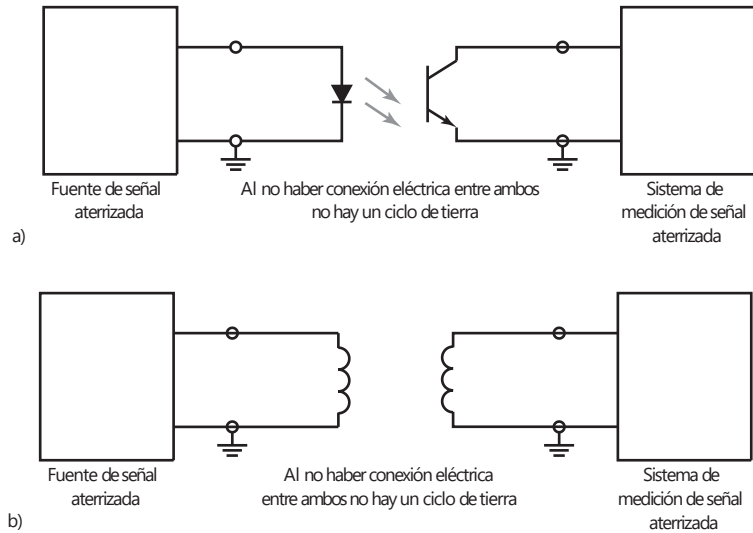 Fuente de señal
aterrizada
Al no haber conexión eléctrica entre ambos
no hay un ciclo de tierra
Sistema de
medición de señal
aterrizada
a)
Fuente de señal
aterrizada
Al no haber conexión eléctrica
entre ambos no hay un ciclo de tierra
Sistema de
medición de señal
aterrizada
b)